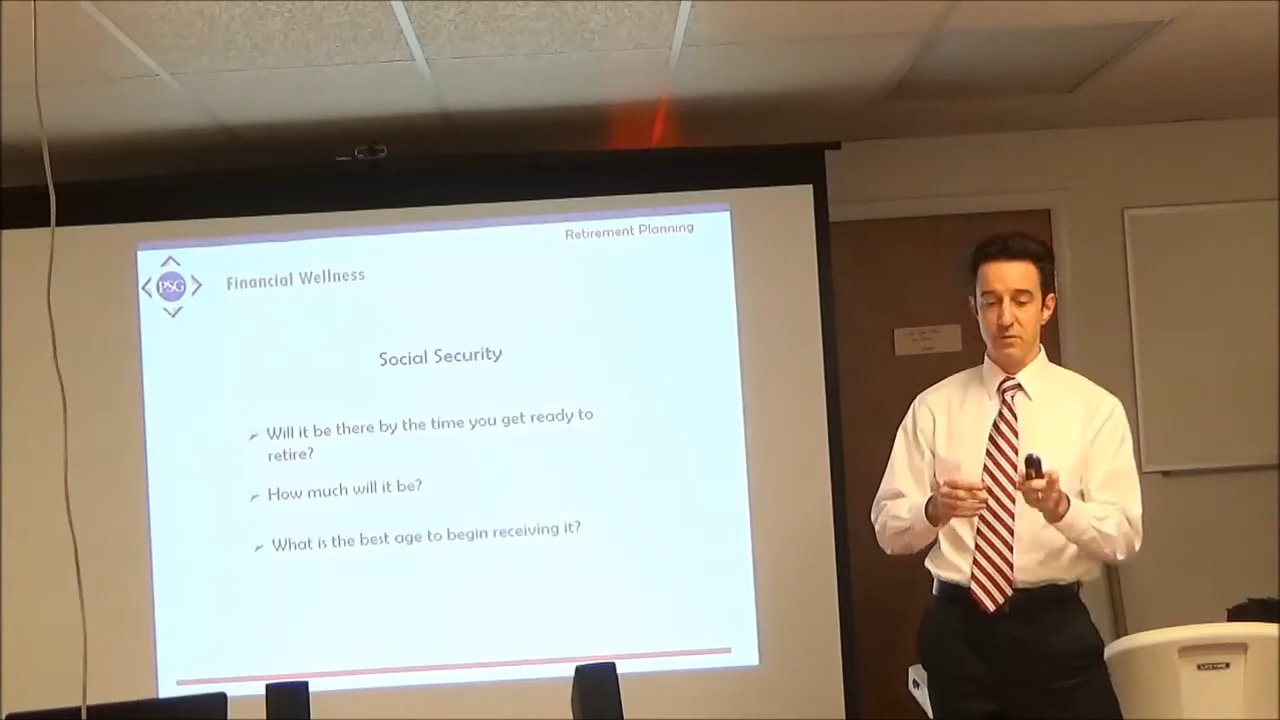 Retirement Planning
PSG
Financial Wellness
Social Security
➢ Will it be there by the time you get ready to
retire?
➢ How much will it be?
➢ What is the best age to begin receiving it?
LIFETIME